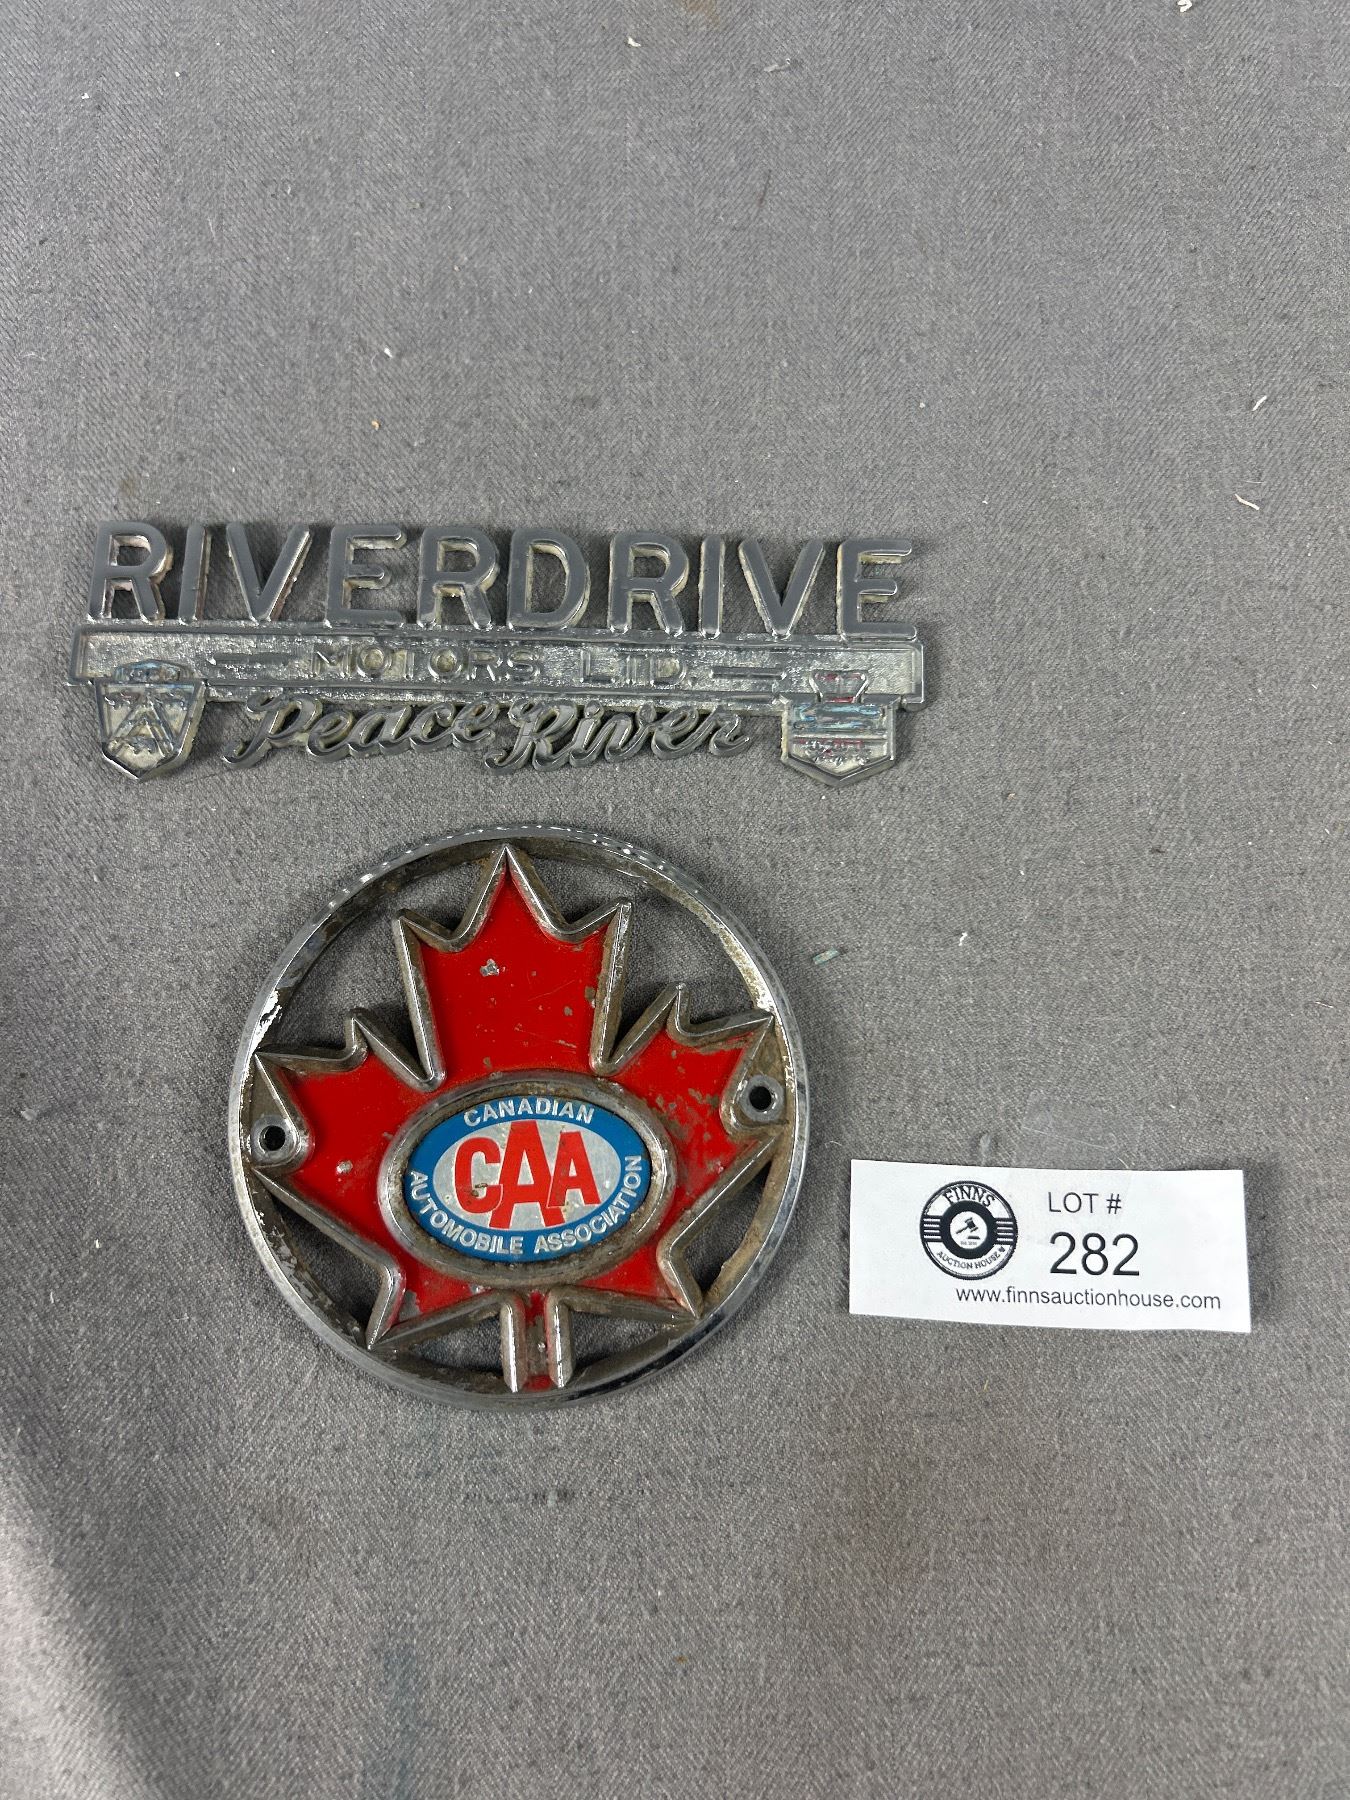 RIVERDRIVE
MOTORS LTD.
Peace River
CANADIAN
CAA
AUTOMOBILE ASSOCIATION
FINNS
AUCTION HOUSE
LOT #
282
www.finnsauctionhouse.com